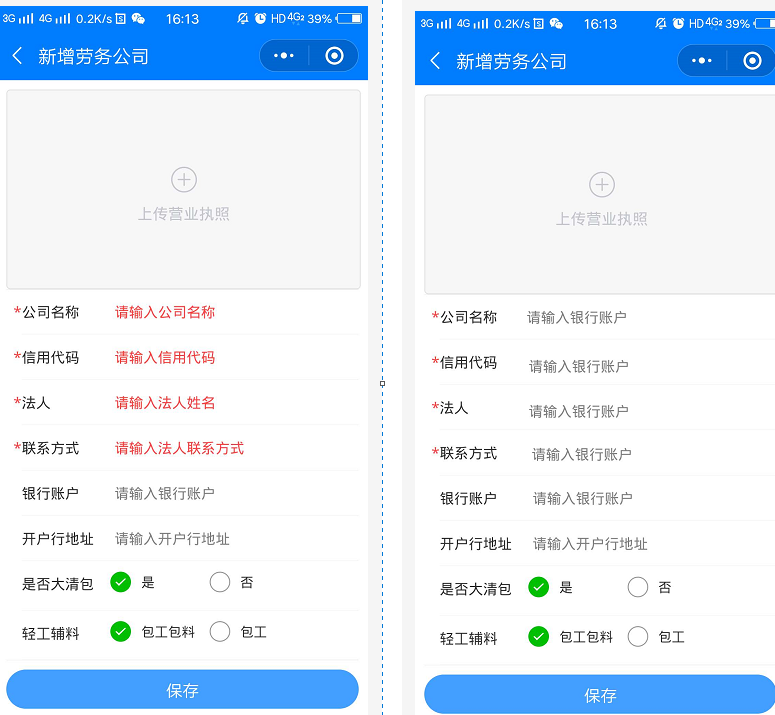 3G 4G 0.2K/s 16:13 HD 4G 39%
新增劳务公司
上传营业执照
*公司名称 请输入公司名称
*信用代码 请输入信用代码
*法人 请输入法人姓名
*联系方式 请输入法人联系方式
银行账户 请输入银行账户
开户行地址 请输入开户行地址
是否大清包 是 否
轻工辅料 包工包料 包工
保存
3G 4G 0.2K/s 16:13 HD 4G 39%
新增劳务公司
上传营业执照
*公司名称 请输入银行账户
*信用代码 请输入银行账户
*法人 请输入银行账户
*联系方式 请输入银行账户
银行账户 请输入银行账户
开户行地址 请输入开户行地址
是否大清包 是 否
轻工辅料 包工包料 包工
保存